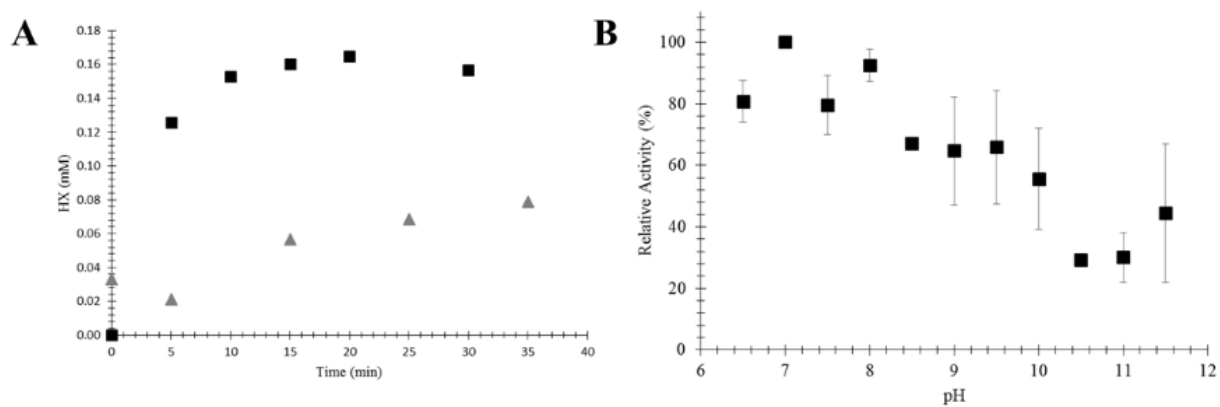 A
HX (mM)
0.18
0.16
0.14
0.12
0.10
0.08
0.06
0.04
0.02
0.00
0 5 10 15 20 25 30 35 40
Time (min)
B
Relative Activity (%)
100
80
60
40
20
0
6 7 8 9 10 11 12
pH